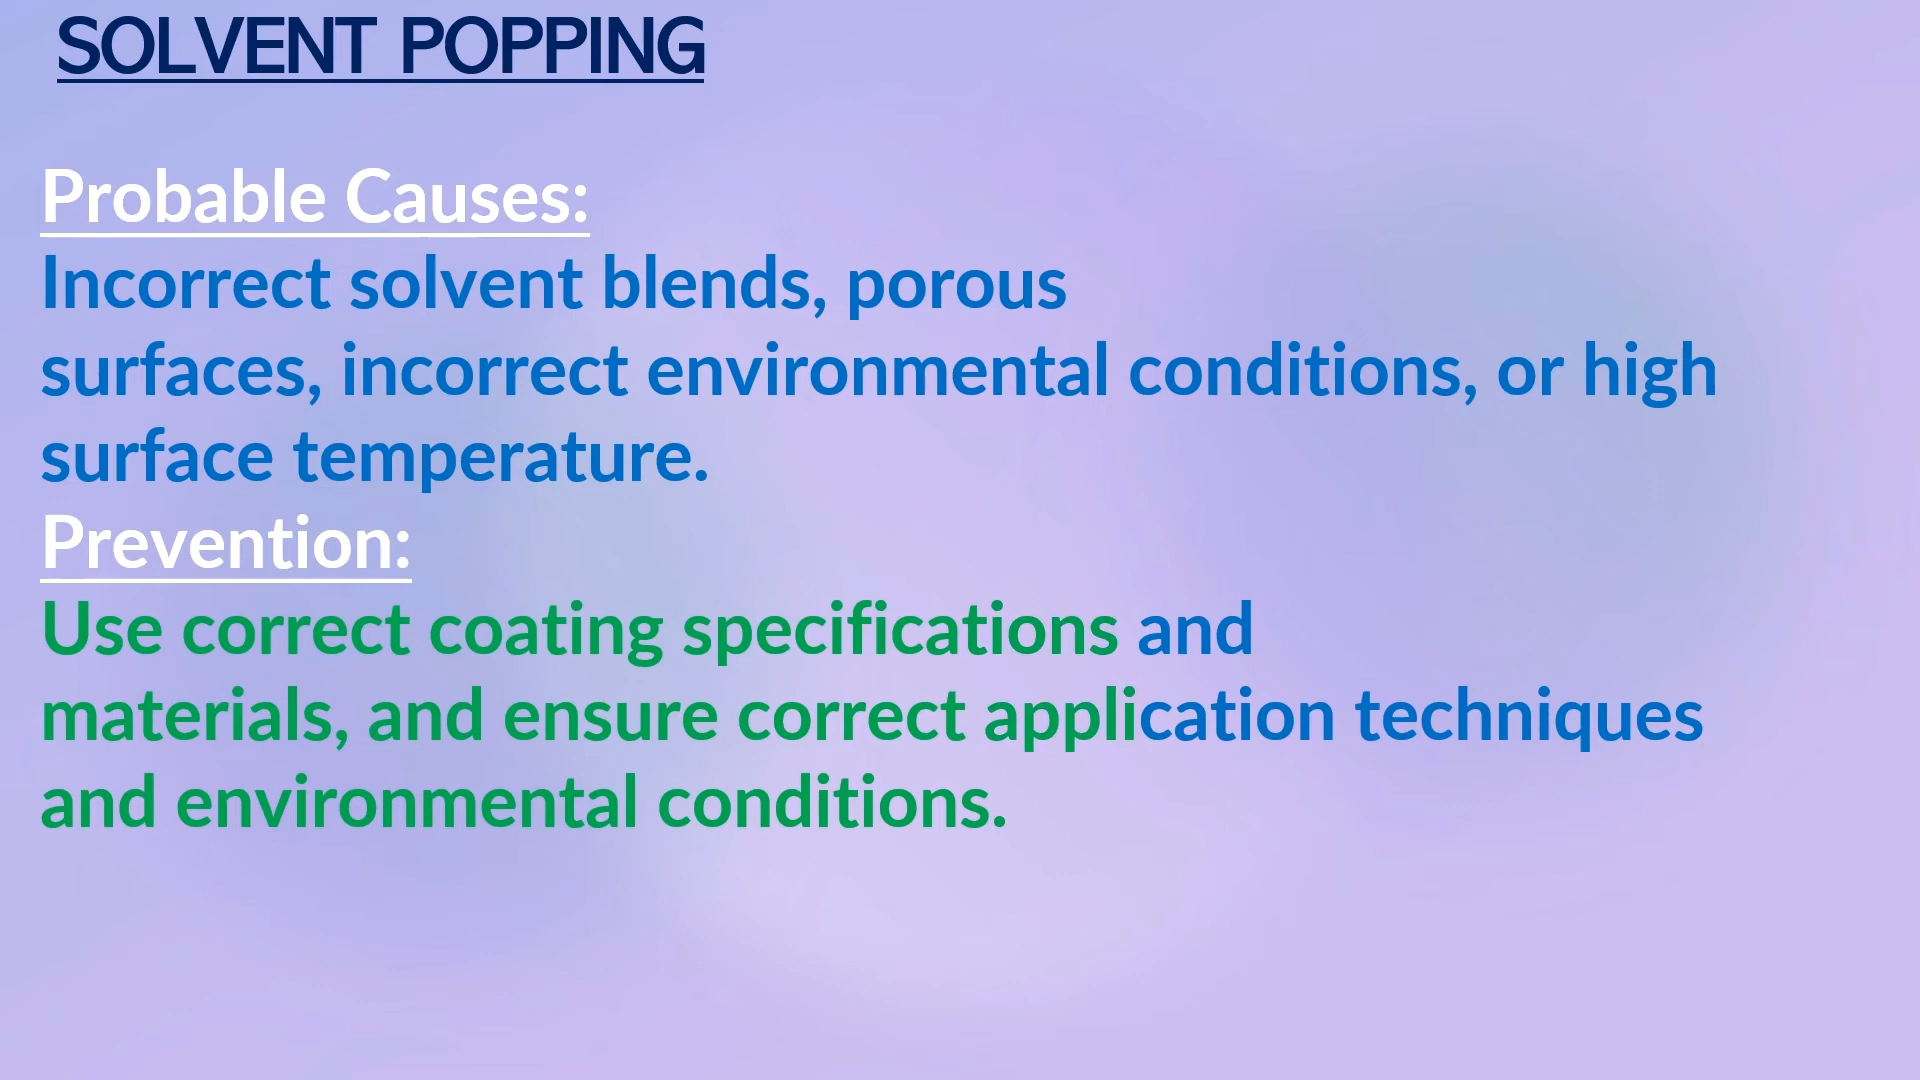 SOLVENT POPPING
Probable Causes:
Incorrect solvent blends, porous
surfaces, incorrect environmental conditions, or high
surface temperature.
Prevention:
Use correct coating specifications and
materials, and ensure correct application techniques
and environmental conditions.